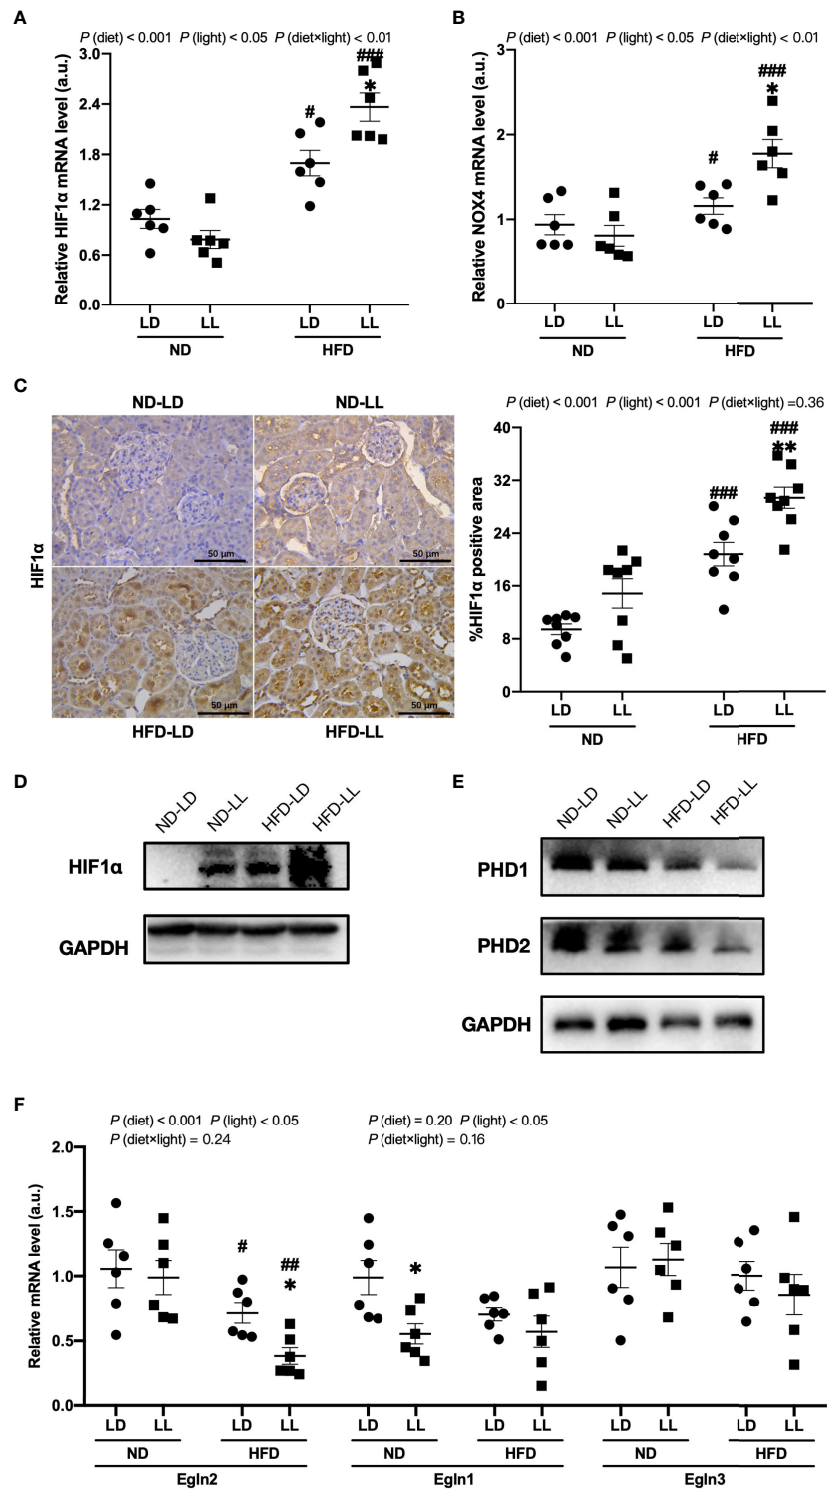 A
P (diet) < 0.001 P (light) < 0.05 P (diet×light) < 0.01
Relative HIF1α mRNA level (a.u.)
3.0
2.4
1.8
1.2
0.6
0.0
#
###
*
LD LL LD LL
ND HFD
B
P (diet) < 0.001 P (light) < 0.05 P (diet×light) < 0.01
Relative NOX4 mRNA level (a.u.)
3
2
1
0
#
###
*
LD LL LD LL
ND HFD
C
ND-LD ND-LL
HIF1α
50 µm 50 µm
50 µm 50 µm
HFD-LD HFD-LL
P (diet) < 0.001 P (light) < 0.001 P (diet×light) =0.36
%HIF1α positive area
40
32
24
16
8
0
###
###
**
LD LL LD LL
ND HFD
D
ND-LD ND-LL HFD-LD HFD-LL
HIF1α
GAPDH
E
ND-LD ND-LL HFD-LD HFD-LL
PHD1
PHD2
GAPDH
F
P (diet) < 0.001 P (light) < 0.05
P (diet×light) = 0.24
P (diet) = 0.20 P (light) < 0.05
P (diet×light) = 0.16
Relative mRNA level (a.u.)
2.0
1.5
1.0
0.5
0.0
#
##
*
*
LD LL LD LL LD LL LD LL LD LL LD LL
ND HFD ND HFD ND HFD
Egln2 Egln1 Egln3